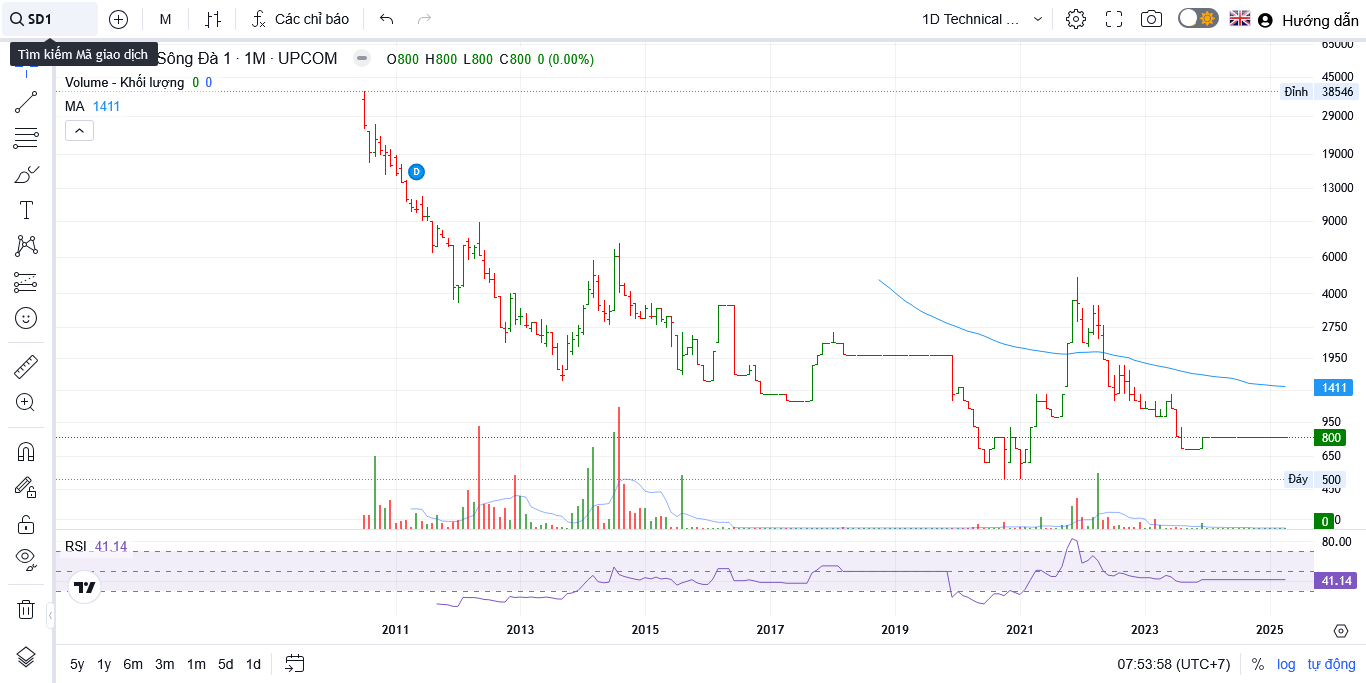 SD1
M
Các chỉ báo
1D Technical ...
Hướng dẫn
Tìm kiếm Mã giao dịch
Sông Đà 1 · 1M · UPCOM
O800 H800 L800 C800 0 (0.00%)
Volume - Khối lượng 0 0
MA 1411
D
65000
45000
Đỉnh 38546
29000
19000
13000
9000
6000
4000
2750
1950
1411
950
800
650
Đáy 500
450
0
0
RSI 41.14
80.00
41.14
2011 2013 2015 2017 2019 2021 2023 2025
5y 1y 6m 3m 1m 5d 1d
07:53:58 (UTC+7)
% log tự động